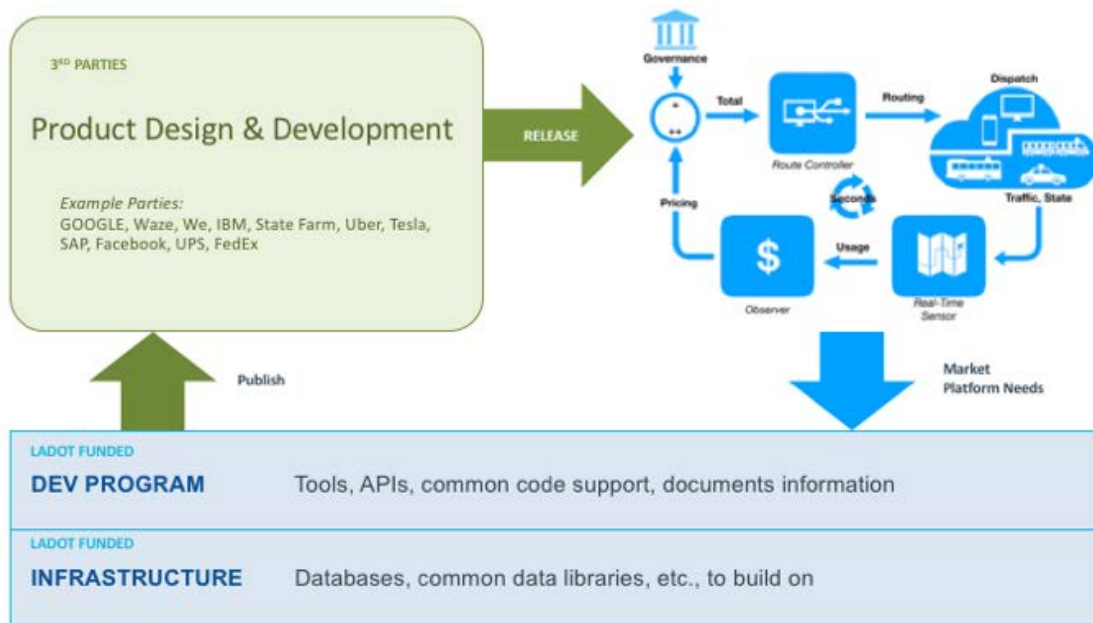 3RD PARTIES
Product Design & Development
Example Parties:
GOOGLE, Waze, We, IBM, State Farm, Uber, Tesla,
SAP, Facebook, UPS, FedEx
RELEASE
Governance
+
++
Total
Route Controller
Routing
Dispatch
Traffic, State
Seconds
Pricing
$
Observer
Usage
Real-Time
Sensor
Publish
Market
Platform Needs
LADOT FUNDED
DEV PROGRAM Tools, APIs, common code support, documents information
LADOT FUNDED
INFRASTRUCTURE Databases, common data libraries, etc., to build on